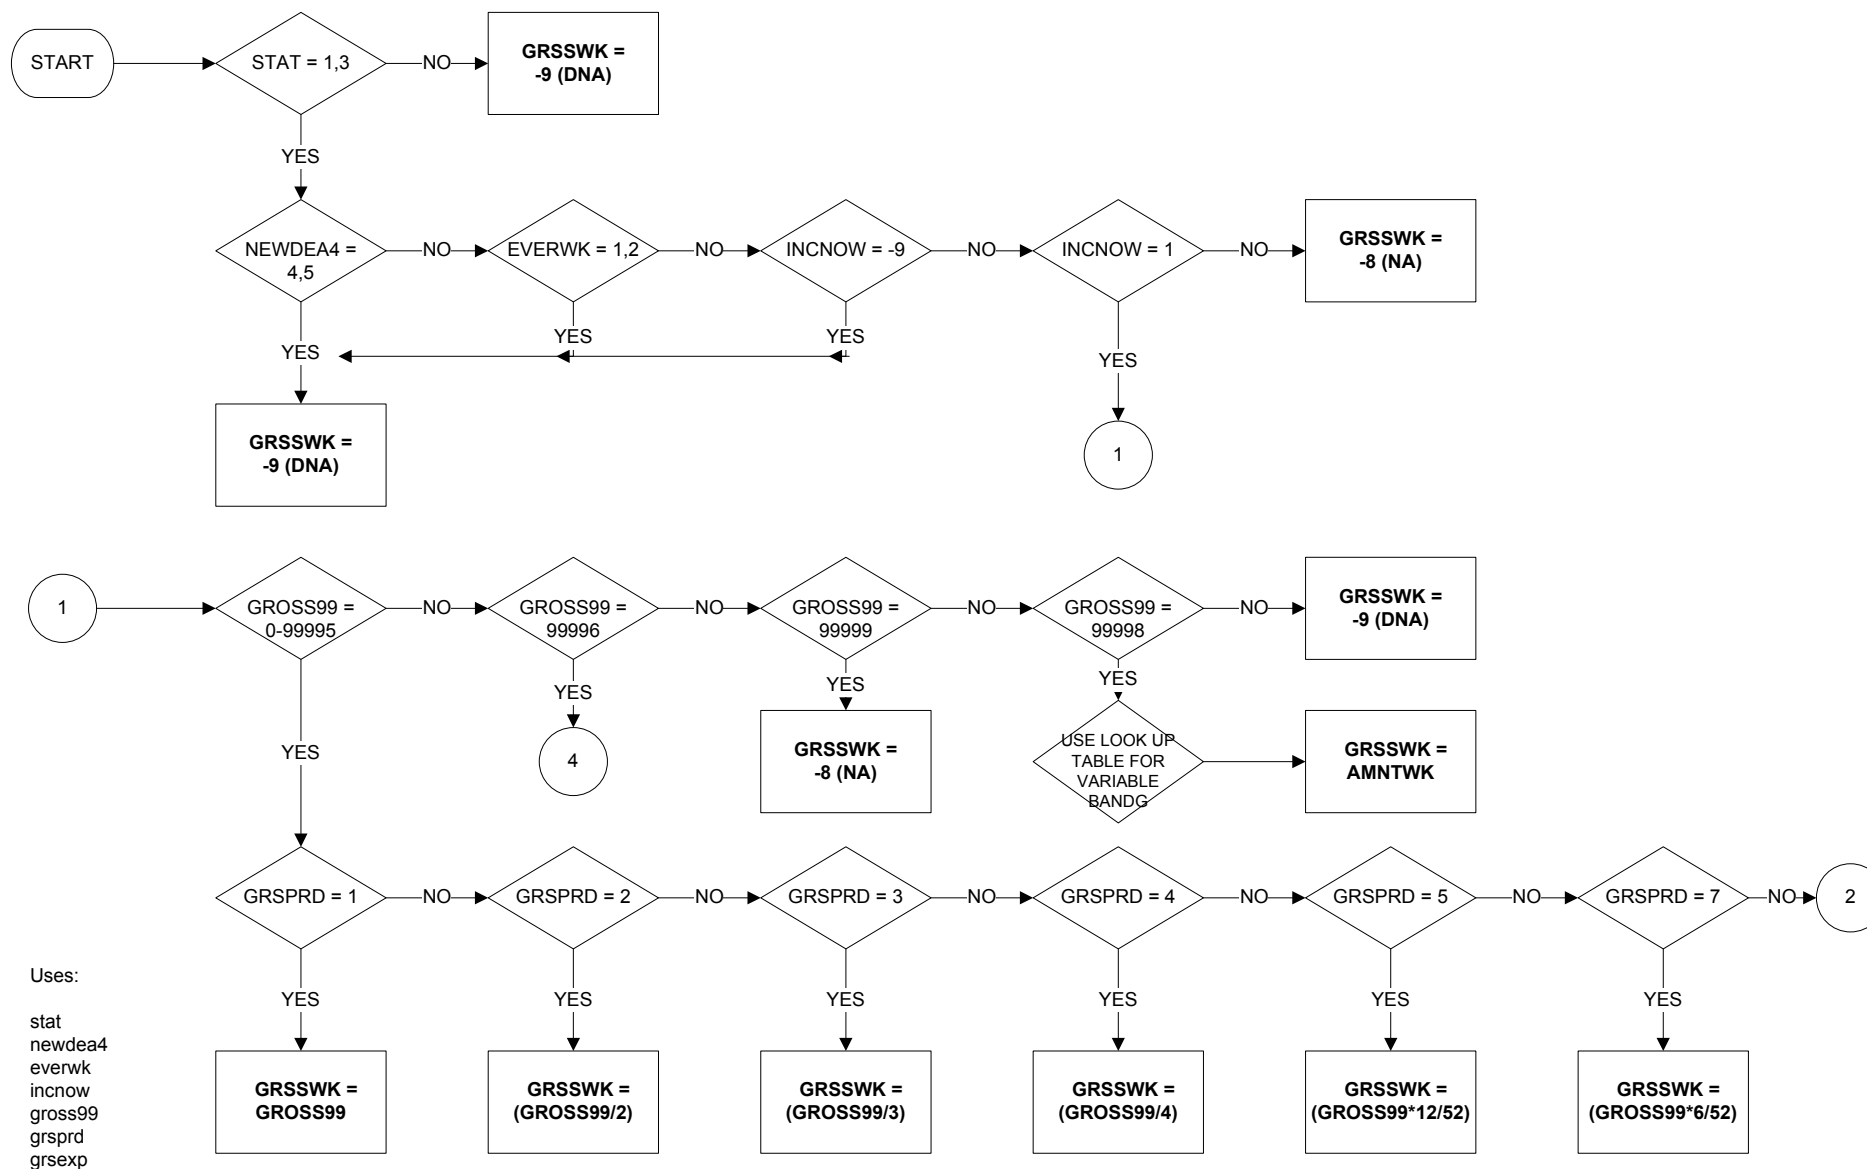 START
STAT = 1,3
NO
GRSSWK =
-9 (DNA)
YES
NEWDEA4 =
4,5
NO
EVERWK = 1,2
NO
INCNOW = -9
NO
INCNOW = 1
NO
GRSSWK =
-8 (NA)
YES
YES
YES
YES
GRSSWK =
-9 (DNA)
1
1
GROSS99 =
0-99995
NO
GROSS99 =
99996
NO
GROSS99 =
99999
NO
GROSS99 =
99998
NO
GRSSWK =
-9 (DNA)
YES
YES
YES
YES
4
GRSSWK =
-8 (NA)
USE LOOK UP
TABLE FOR
VARIABLE
BANDG
GRSSWK =
AMNTWK
GRSPRD = 1
NO
GRSPRD = 2
NO
GRSPRD = 3
NO
GRSPRD = 4
NO
GRSPRD = 5
NO
GRSPRD = 7
NO
2
YES
YES
YES
YES
YES
YES
GRSSWK =
GROSS99
GRSSWK =
(GROSS99/2)
GRSSWK =
(GROSS99/3)
GRSSWK =
(GROSS99/4)
GRSSWK =
(GROSS99*12/52)
GRSSWK =
(GROSS99*6/52)
Uses:
stat
newdea4
everwk
incnow
gross99
grsprd
grsexp